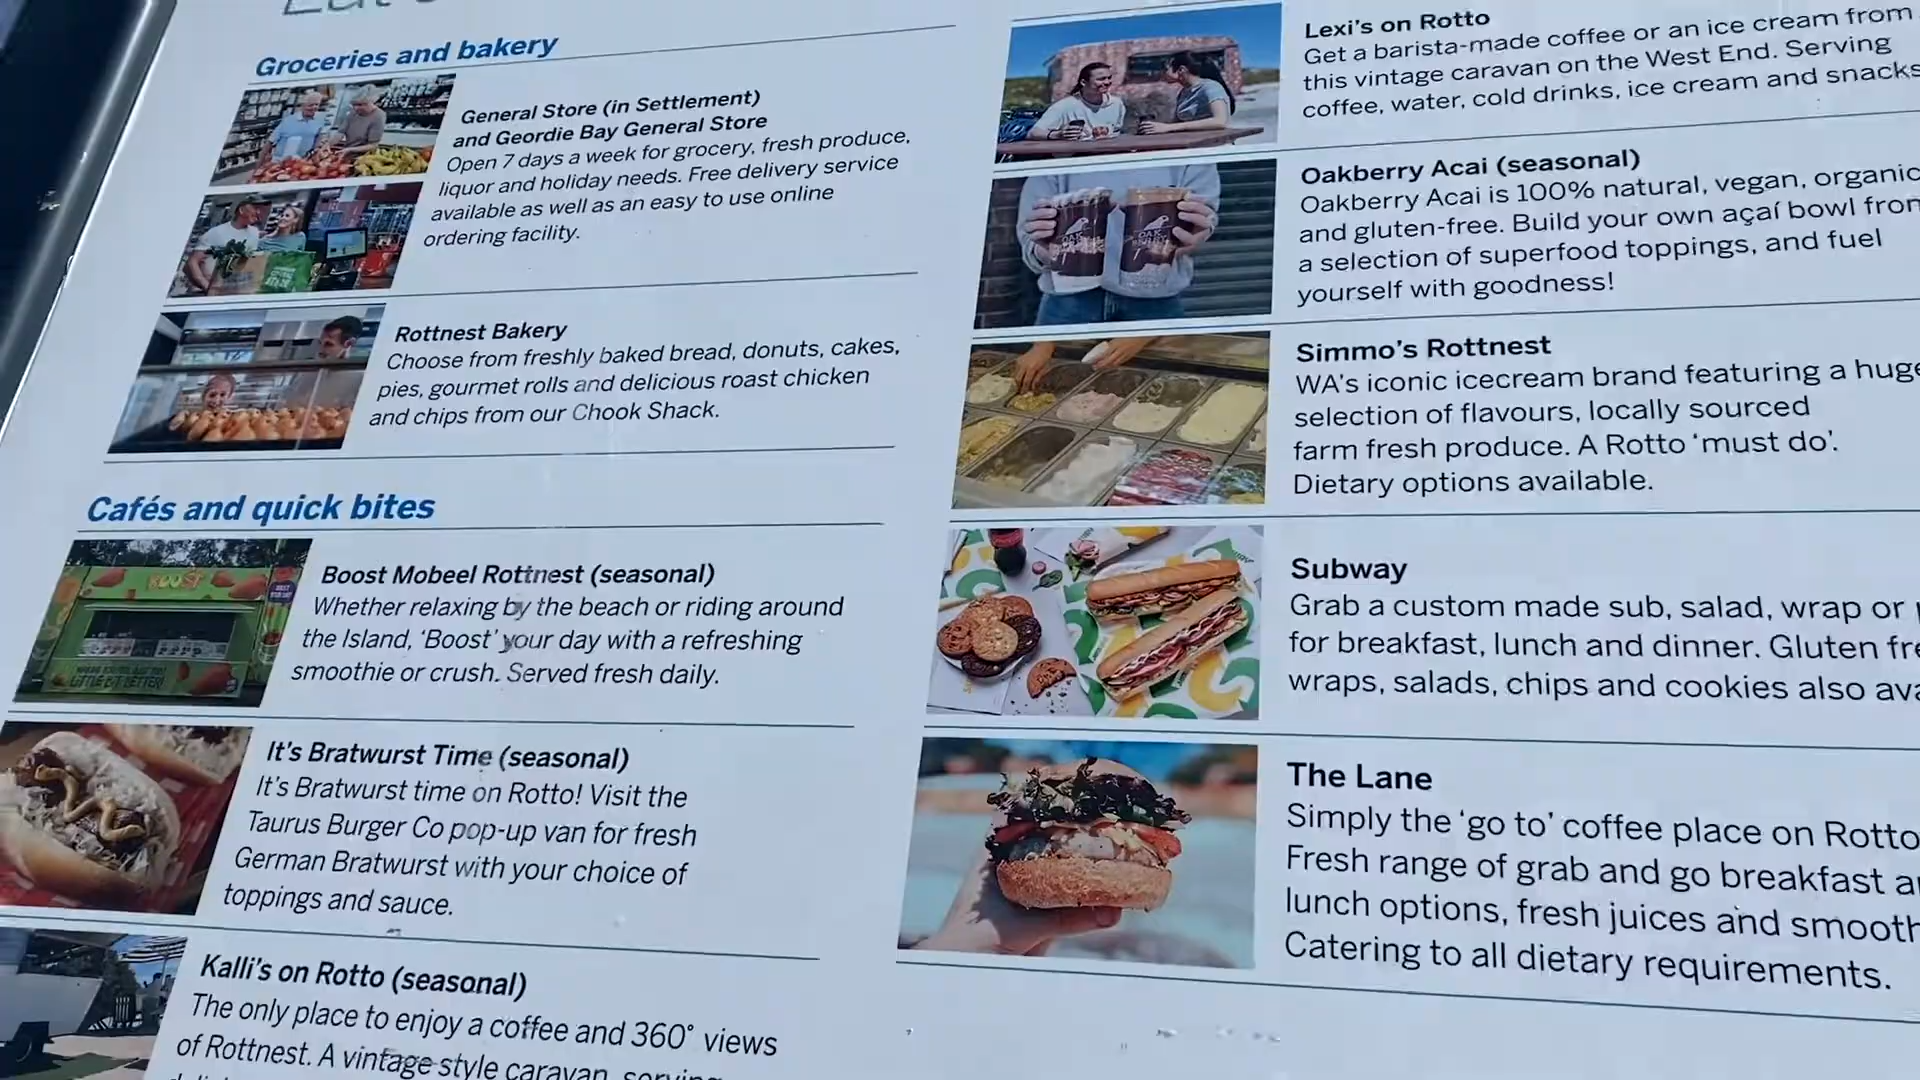 Groceries and bakery
General Store (in Settlement)
and Geordie Bay General Store
Open 7 days a week for grocery, fresh produce,
liquor and holiday needs. Free delivery service
available as well as an easy to use online
ordering facility.
Rottnest Bakery
Choose from freshly baked bread, donuts, cakes,
pies, gourmet rolls and delicious roast chicken
and chips from our Chook Shack.
Cafés and quick bites
BOOST
Boost Mobeel Rottnest (seasonal)
Whether relaxing by the beach or riding around
the Island, ‘Boost’ your day with a refreshing
smoothie or crush. Served fresh daily.
It’s Bratwurst Time (seasonal)
It’s Bratwurst time on Rotto! Visit the
Taurus Burger Co pop-up van for fresh
German Bratwurst with your choice of
toppings and sauce.
Kalli’s on Rotto (seasonal)
The only place to enjoy a coffee and 360° views
of Rottnest. A vintage style caravan, serving
Lexi’s on Rotto
Get a barista-made coffee or an ice cream from
this vintage caravan on the West End. Serving
coffee, water, cold drinks, ice cream and snacks
Oakberry Acai (seasonal)
Oakberry Acai is 100% natural, vegan, organic
and gluten-free. Build your own açaí bowl from
a selection of superfood toppings, and fuel
yourself with goodness!
Simmo’s Rottnest
WA’s iconic icecream brand featuring a huge
selection of flavours, locally sourced
farm fresh produce. A Rotto ‘must do’.
Dietary options available.
Subway
Grab a custom made sub, salad, wrap or
for breakfast, lunch and dinner. Gluten
wraps, salads, chips and cookies also
The Lane
Simply the ‘go to’ coffee place on Rotto
Fresh range of grab and go breakfast
lunch options, fresh juices and
Catering to all dietary requirements.